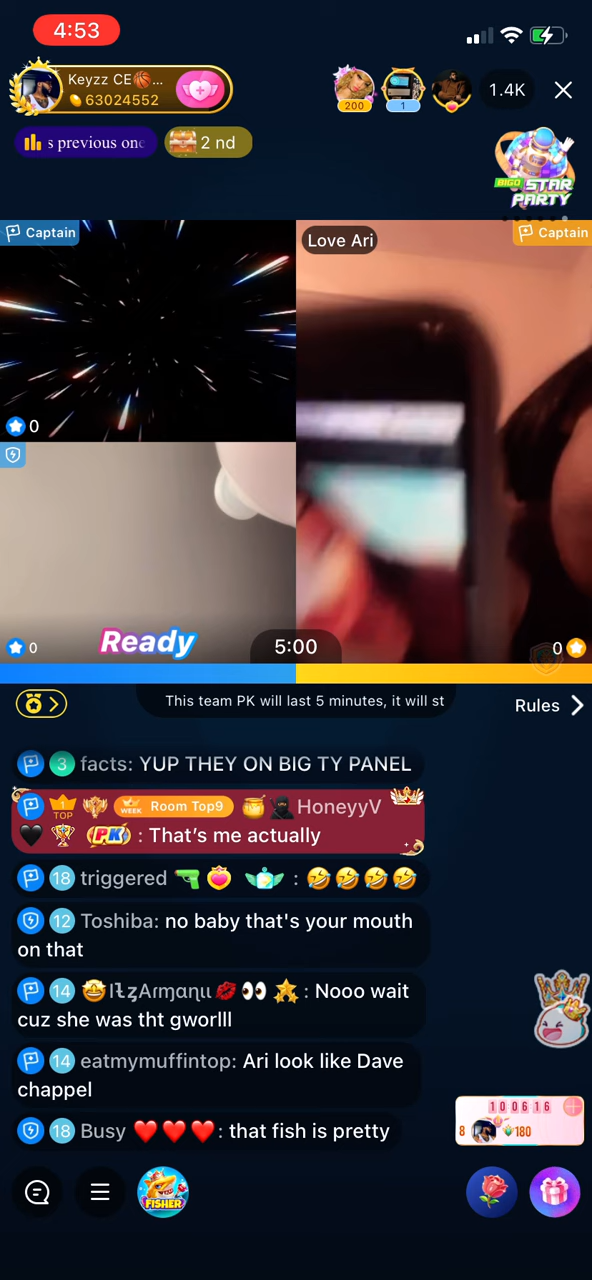 4:53
Keyzz CE🏀...
63024552
200
1
1.4K
s previous one
2 nd
BIGO STAR
PARTY
Captain
Love Ari
Captain
0
0
Ready
5:00
0
This team PK will last 5 minutes, it will st
Rules
3 facts: YUP THEY ON BIG TY PANEL
1 TOP WEEK Room Top9 🍯🥷HoneyyV
🖤🏆 PK : That's me actually
18 triggered 🔫 : 🤣🤣🤣🤣
12 Toshiba: no baby that's your mouth
on that
14 🤩ƖƚʓAɾɱąɳıı💋👀 : Nooo wait
cuz she was tht gworlll
14 eatmymuffintop: Ari look like Dave
chappel
18 Busy ❤️❤️❤️: that fish is pretty
100616
8 180
FISHER